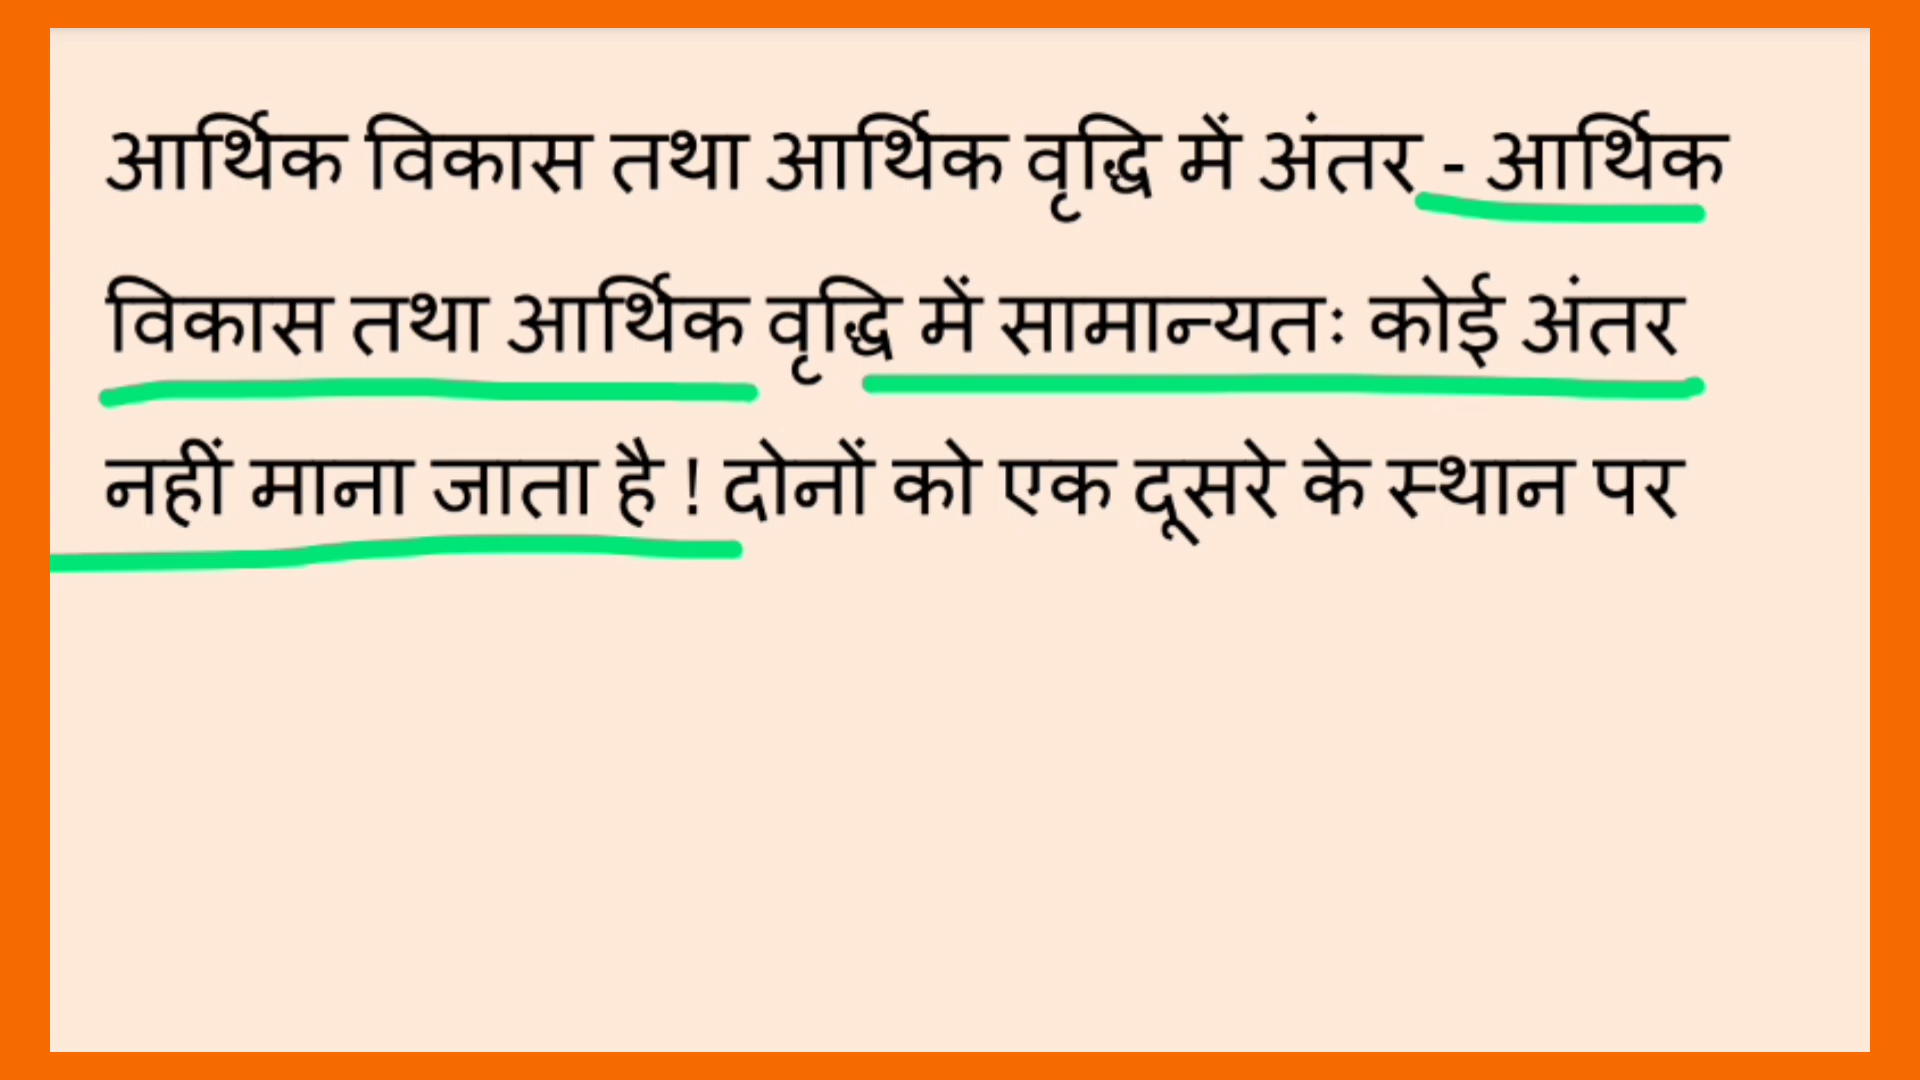 आर्थिक विकास तथा आर्थिक वृद्धि में अंतर - आर्थिक
विकास तथा आर्थिक वृद्धि में सामान्यतः कोई अंतर
नहीं माना जाता है ! दोनों को एक दूसरे के स्थान पर